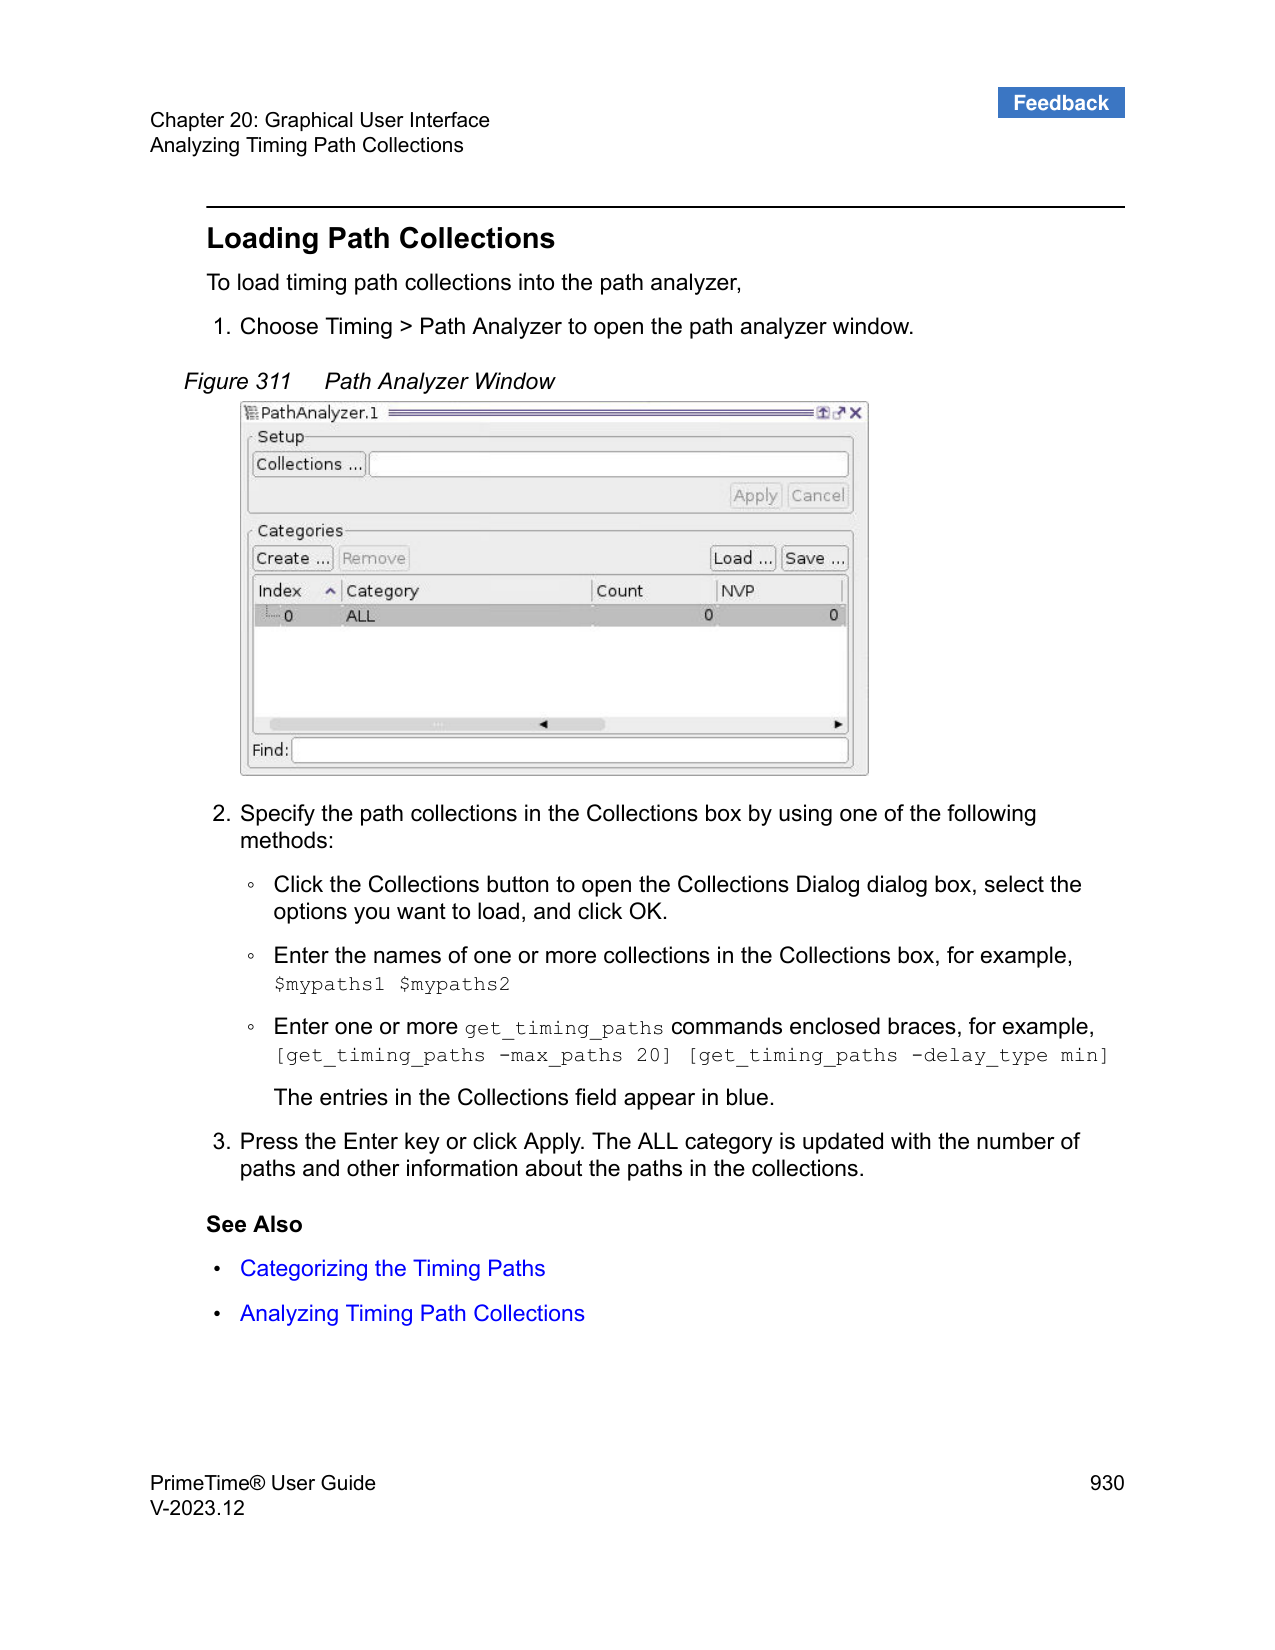 Feedback
Chapter 20: Graphical User Interface
Analyzing Timing Path Collections
Loading Path Collections
To load timing path collections into the path analyzer,
1. Choose Timing > Path Analyzer to open the path analyzer window.
Figure 311 Path Analyzer Window
PathAnalyzer.1
Setup
Collections ...
Apply Cancel
Categories
Create ... Remove Load ... Save ...
Index Category Count NVP
0 ALL 0 0
Find:
2. Specify the path collections in the Collections box by using one of the following
methods:
◦ Click the Collections button to open the Collections Dialog dialog box, select the
options you want to load, and click OK.
◦ Enter the names of one or more collections in the Collections box, for example,
$mypaths1 $mypaths2
◦ Enter one or more get_timing_paths commands enclosed braces, for example,
[get_timing_paths -max_paths 20] [get_timing_paths -delay_type min]
The entries in the Collections field appear in blue.
3. Press the Enter key or click Apply. The ALL category is updated with the number of
paths and other information about the paths in the collections.
See Also
• Categorizing the Timing Paths
• Analyzing Timing Path Collections
PrimeTime® User Guide 930
V-2023.12